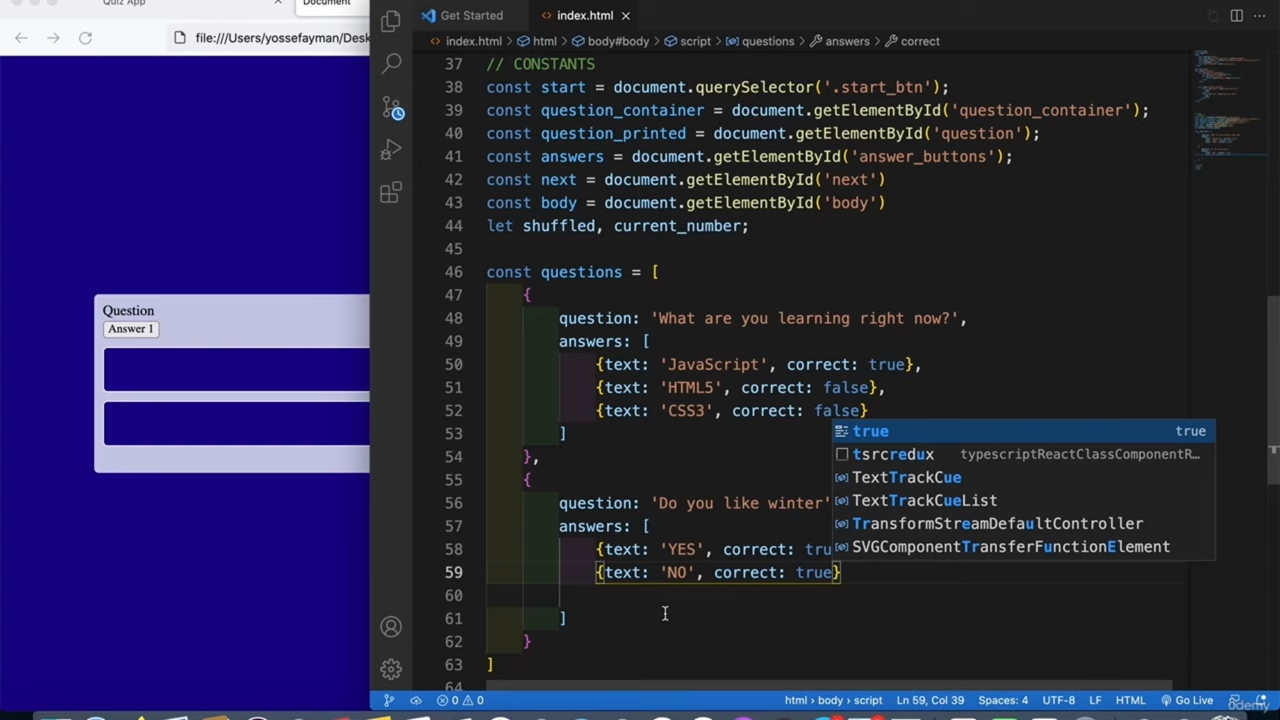 Quiz App
Document
file:///Users/yossefayman/Desk
Question
Answer 1
Get Started
index.html
index.html > html > body#body > script > questions > answers > correct
37 // CONSTANTS
38 const start = document.querySelector('.start_btn');
39 const question_container = document.getElementById('question_container');
40 const question_printed = document.getElementById('question');
41 const answers = document.getElementById('answer_buttons');
42 const next = document.getElementById('next')
43 const body = document.getElementById('body')
44 let shuffled, current_number;
45
46 const questions = [
47 {
48 question: 'What are you learning right now?',
49 answers: [
50 {text: 'JavaScript', correct: true},
51 {text: 'HTML5', correct: false},
52 {text: 'CSS3', correct: false}
53 ]
54 },
55 {
56 question: 'Do you like winter'
57 answers: [
58 {text: 'YES', correct: tru
59 {text: 'NO', correct: true}
60
61 ]
62 }
63 ]
64
true true
tsrcredux typescriptReactClassComponentR...
TextTrackCue
TextTrackCueList
TransformStreamDefaultController
SVGComponentTransferFunctionElement
0 0
html > body > script
Ln 59, Col 39
Spaces: 4
UTF-8
LF
HTML
Go Live
udemy